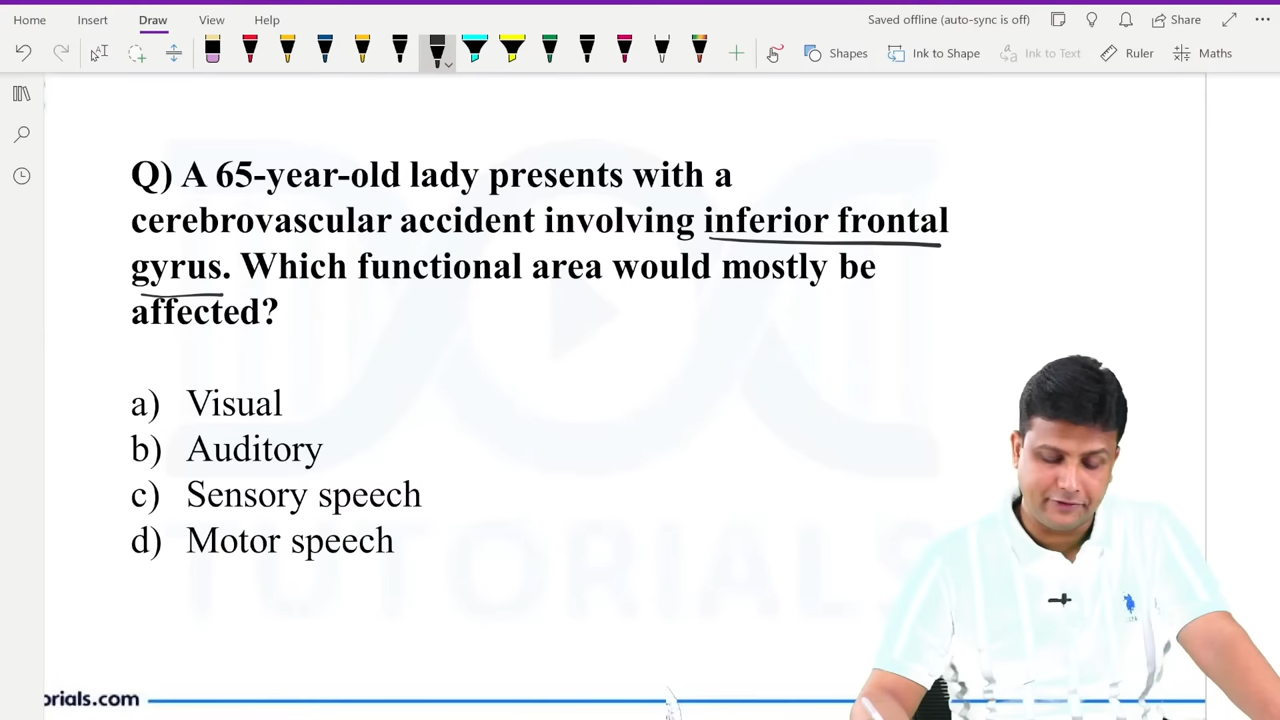 Home Insert Draw View Help Saved offline (auto-sync is off) Share
Ink to Shape Ink to Text Ruler Maths
Shapes
Q) A 65-year-old lady presents with a
cerebrovascular accident involving inferior frontal
gyrus. Which functional area would mostly be
affected?
a) Visual
b) Auditory
c) Sensory speech
d) Motor speech
TUTORIALS
orials.com